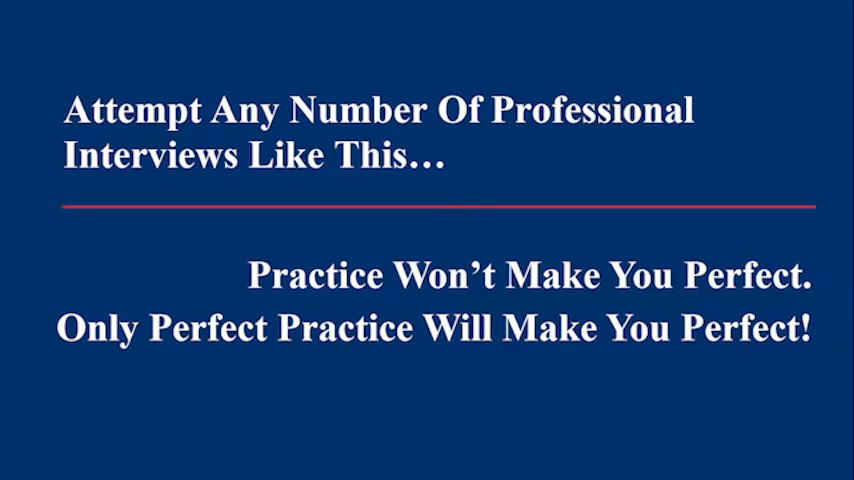 Attempt Any Number Of Professional
Interviews Like This…
Practice Won’t Make You Perfect.
Only Perfect Practice Will Make You Perfect!